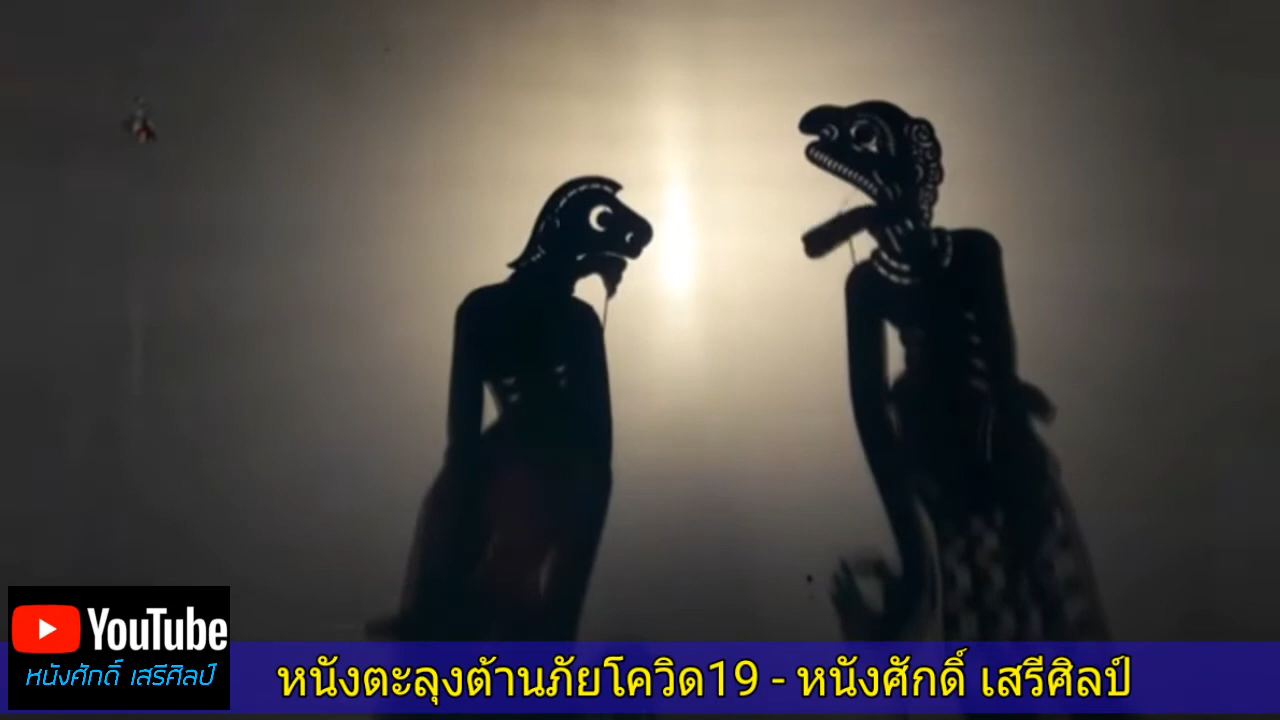 YouTube
หนังศักดิ์ เสรีศิลป์
หนังตะลุงต้านภัยโควิด19 - หนังศักดิ์ เสรีศิลป์